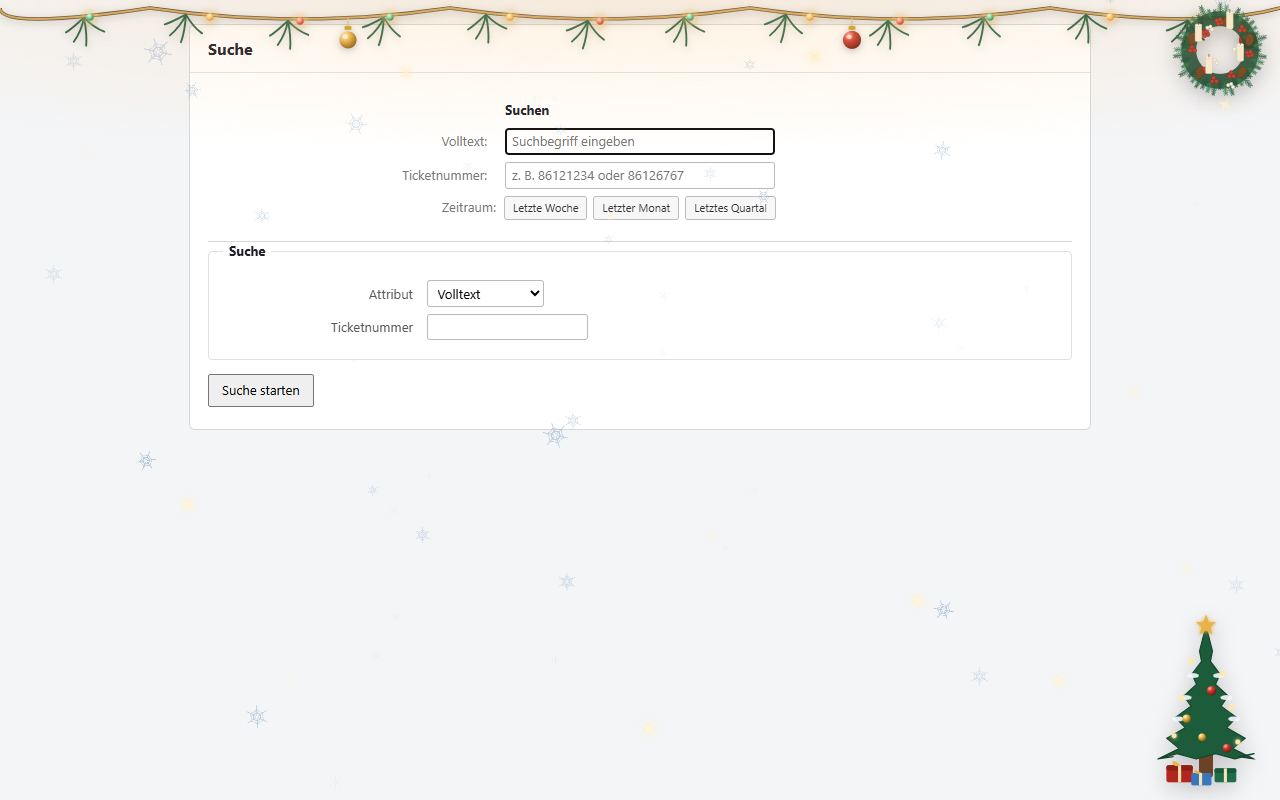 Suche
Suchen
Volltext: Suchbegriff eingeben
Ticketnummer: z. B. 86121234 oder 86126767
Zeitraum: Letzte Woche Letzter Monat Letztes Quartal
Suche
Attribut Volltext
Ticketnummer
Suche starten